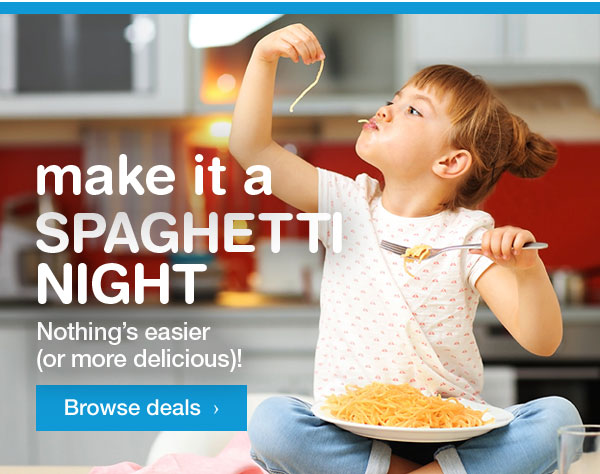 make it a
SPAGHETTI
NIGHT
Nothing's easier
(or more delicious)!
Browse deals ›